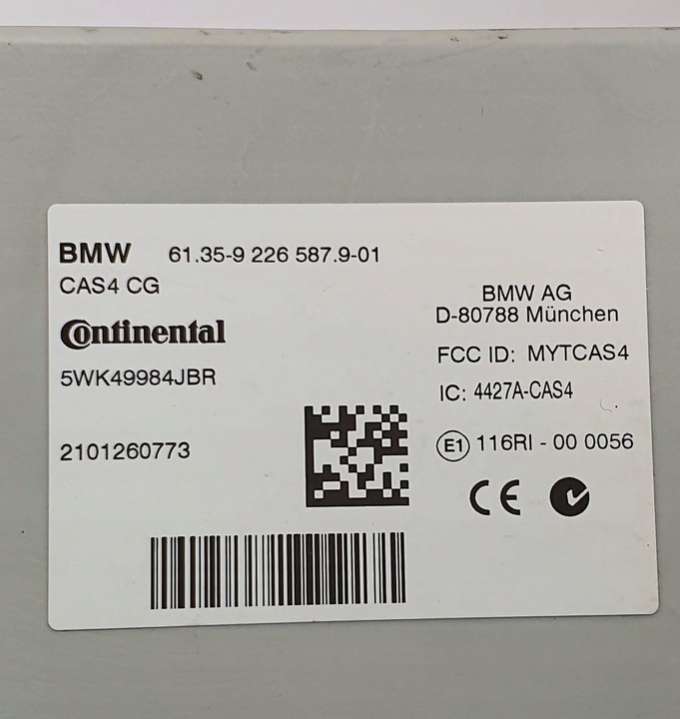 BMW 61.35-9 226 587.9-01
CAS4 CG
Continental
5WK49984JBR
2101260773
BMW AG
D-80788 München
FCC ID: MYTCAS4
IC: 4427A-CAS4
E1 116RI - 00 0056
CE